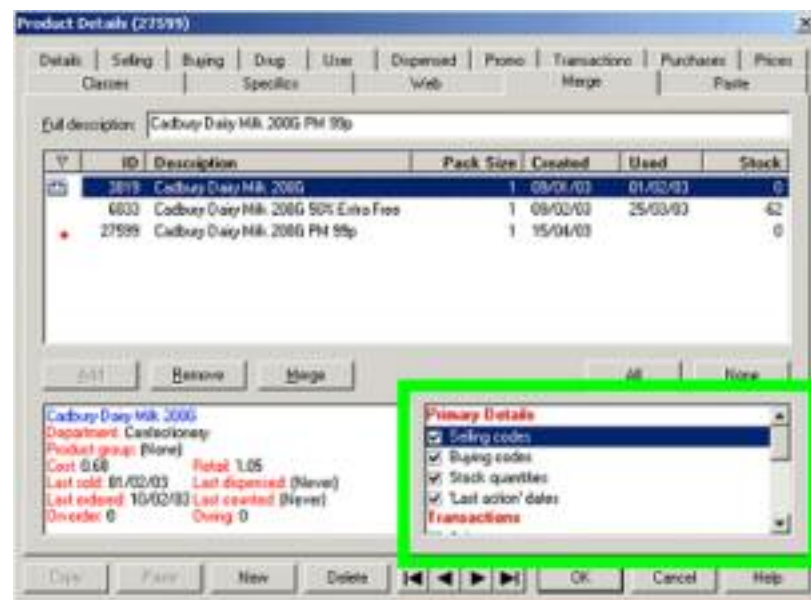 Product Details (27599)
Details Selling Buying Drug User Dispensed Promo Transactions Purchases Prices
Classes Specifics Web Merge Paste
Full description: Cadbury Dairy Milk 200G PM 99p
ID Description Pack Size Created Used Stock
3819 Cadbury Dairy Milk 200G 1 09/01/03 01/02/03 0
6033 Cadbury Dairy Milk 200G 50% Extra Free 1 09/02/03 25/03/03 -62
27599 Cadbury Dairy Milk 200G PM 99p 1 15/04/03 0
Add Remove Merge All None
Cadbury Dairy Milk 200G
Department: Confectionery
Product group: (None)
Cost: 0.68 Retail: 1.05
Last sold: 01/02/03 Last dispensed: (Never)
Last ordered: 10/02/03 Last counted: (Never)
On order: 0 Owing: 0
Primary Details
Selling codes
Buying codes
Stock quantities
'Last action' dates
Transactions
Copy Paste New Delete OK Cancel Help